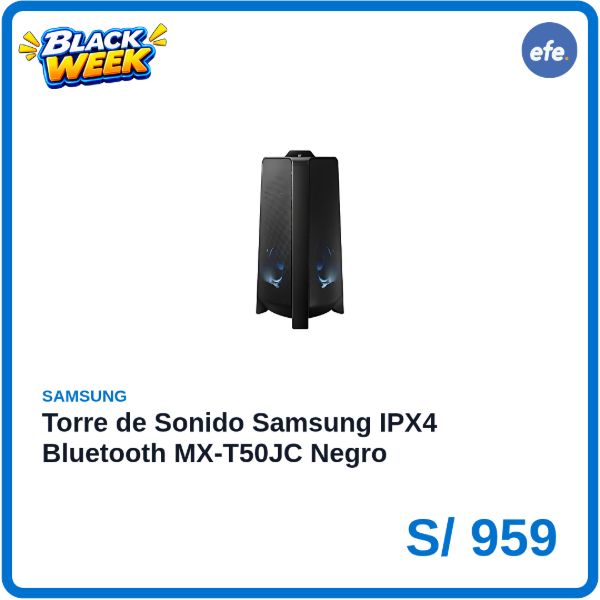 BLACK
WEEK
efe.
SAMSUNG
Torre de Sonido Samsung IPX4
Bluetooth MX-T50JC Negro
S/ 959